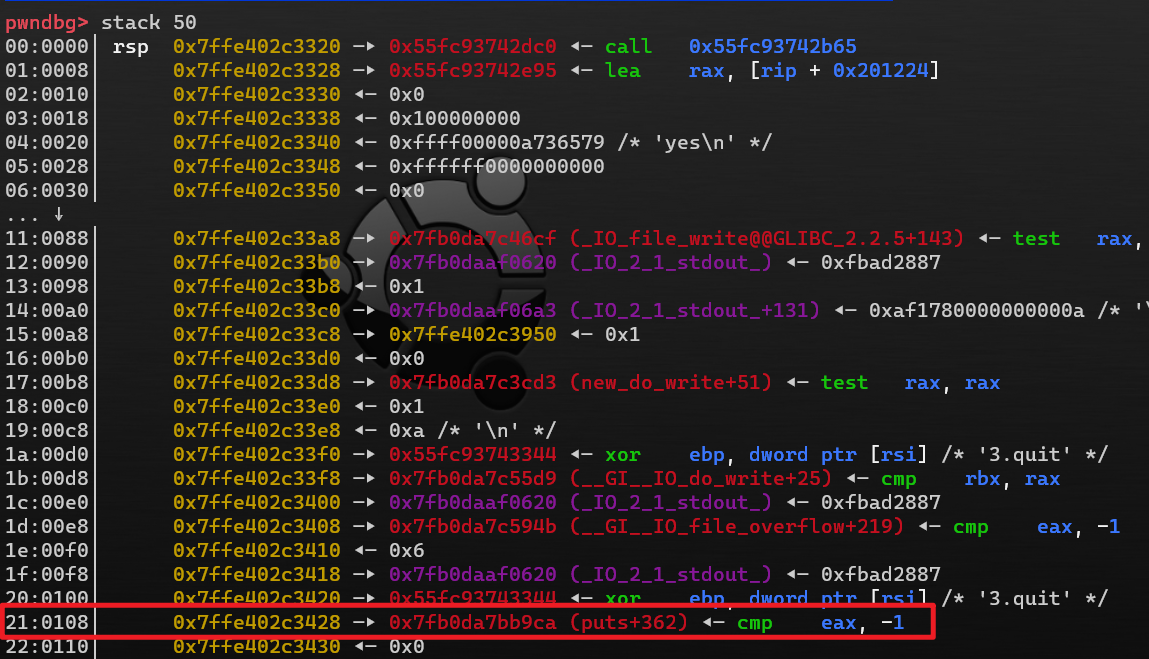 pwndbg> stack 50
00:0000│ rsp 0x7ffe402c3320 —▸ 0x55fc93742dc0 ◂— call 0x55fc93742b65
01:0008│ 0x7ffe402c3328 —▸ 0x55fc93742e95 ◂— lea rax, [rip + 0x201224]
02:0010│ 0x7ffe402c3330 ◂— 0x0
03:0018│ 0x7ffe402c3338 ◂— 0x100000000
04:0020│ 0x7ffe402c3340 ◂— 0xffff00000a736579 /* 'yes\n' */
05:0028│ 0x7ffe402c3348 ◂— 0xffffff0000000000
06:0030│ 0x7ffe402c3350 ◂— 0x0
... ↓
11:0088│ 0x7ffe402c33a8 —▸ 0x7fb0da7c46cf (_IO_file_write@@GLIBC_2.2.5+143) ◂— test rax,
12:0090│ 0x7ffe402c33b0 —▸ 0x7fb0daaf0620 (_IO_2_1_stdout_) ◂— 0xfbad2887
13:0098│ 0x7ffe402c33b8 ◂— 0x1
14:00a0│ 0x7ffe402c33c0 —▸ 0x7fb0daaf06a3 (_IO_2_1_stdout_+131) ◂— 0xaf1780000000000a /* '\
15:00a8│ 0x7ffe402c33c8 —▸ 0x7ffe402c3950 ◂— 0x1
16:00b0│ 0x7ffe402c33d0 ◂— 0x0
17:00b8│ 0x7ffe402c33d8 —▸ 0x7fb0da7c3cd3 (new_do_write+51) ◂— test rax, rax
18:00c0│ 0x7ffe402c33e0 ◂— 0x1
19:00c8│ 0x7ffe402c33e8 ◂— 0xa /* '\n' */
1a:00d0│ 0x7ffe402c33f0 —▸ 0x55fc93743344 ◂— xor ebp, dword ptr [rsi] /* '3.quit' */
1b:00d8│ 0x7ffe402c33f8 —▸ 0x7fb0da7c55d9 (__GI__IO_do_write+25) ◂— cmp rbx, rax
1c:00e0│ 0x7ffe402c3400 —▸ 0x7fb0daaf0620 (_IO_2_1_stdout_) ◂— 0xfbad2887
1d:00e8│ 0x7ffe402c3408 —▸ 0x7fb0da7c594b (__GI__IO_file_overflow+219) ◂— cmp eax, -1
1e:00f0│ 0x7ffe402c3410 ◂— 0x6
1f:00f8│ 0x7ffe402c3418 —▸ 0x7fb0daaf0620 (_IO_2_1_stdout_) ◂— 0xfbad2887
20:0100│ 0x7ffe402c3420 —▸ 0x55fc93743344 ◂— xor ebp, dword ptr [rsi] /* '3.quit' */
21:0108│ 0x7ffe402c3428 —▸ 0x7fb0da7bb9ca (puts+362) ◂— cmp eax, -1
22:0110│ 0x7ffe402c3430 ◂— 0x0